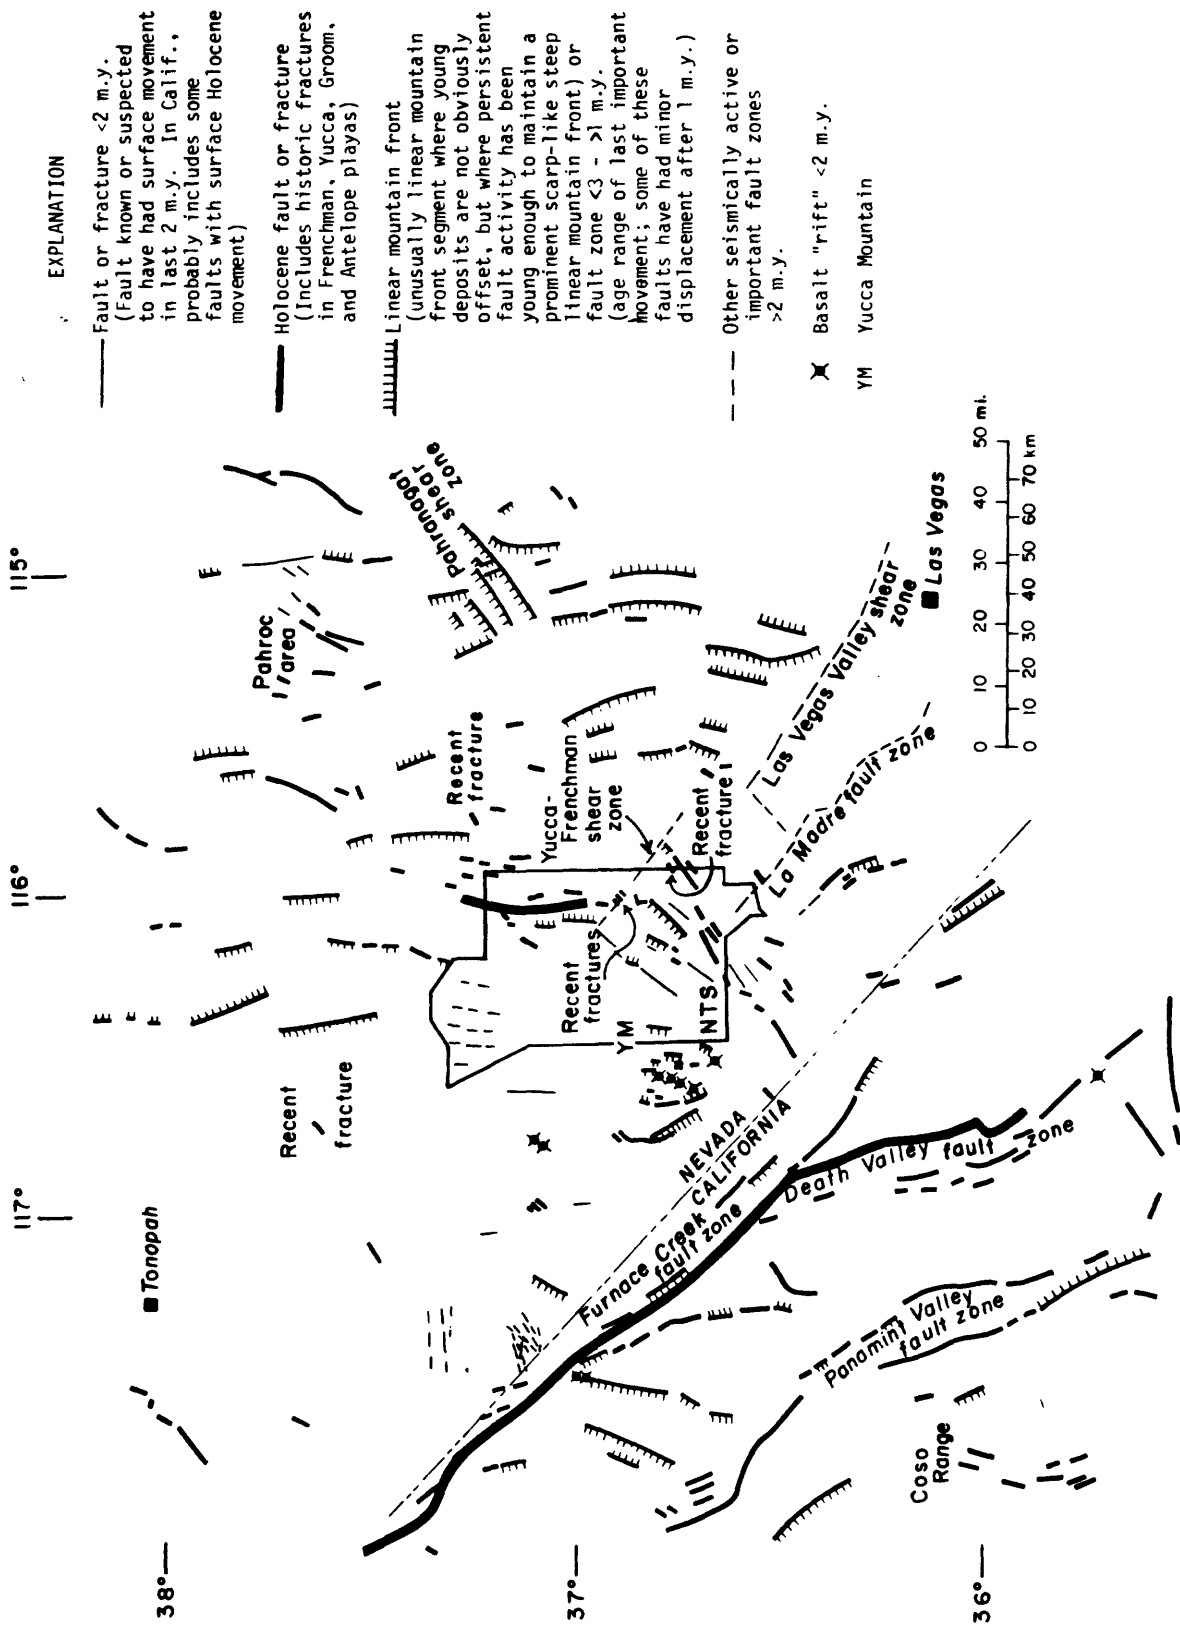 117°
116°
115°
38°
37°
36°
Tonopah
Recent
fracture
Recent
fracture
Pahroc
area
Pahranagat
shear
zone
Yucca-
Frenchman
shear
zone
Recent
fractures
YM
NTS
Recent
fracture
Las Vegas Valley shear
zone
Las Vegas
La Madre fault zone
NEVADA
CALIFORNIA
Furnace Creek
fault zone
Death Valley fault zone
Panamint Valley
fault zone
Coso
Range
0 10 20 30 40 50 mi.
0 10 20 30 40 50 60 70 km
EXPLANATION
Fault or fracture <2 m.y.
(Fault known or suspected
to have had surface movement
in last 2 m.y. In Calif.,
probably includes some
faults with surface Holocene
movement)
Holocene fault or fracture
(Includes historic fractures
in Frenchman, Yucca, Groom,
and Antelope playas)
Linear mountain front
(unusually linear mountain
front segment where young
deposits are not obviously
offset, but where persistent
fault activity has been
young enough to maintain a
prominent scarp-like steep
linear mountain front) or
fault zone <3 - >1 m.y.
(age range of last important
movement; some of these
faults have had minor
displacement after 1 m.y.)
Other seismically active or
important fault zones
>2 m.y.
Basalt "rift" <2 m.y.
YM Yucca Mountain